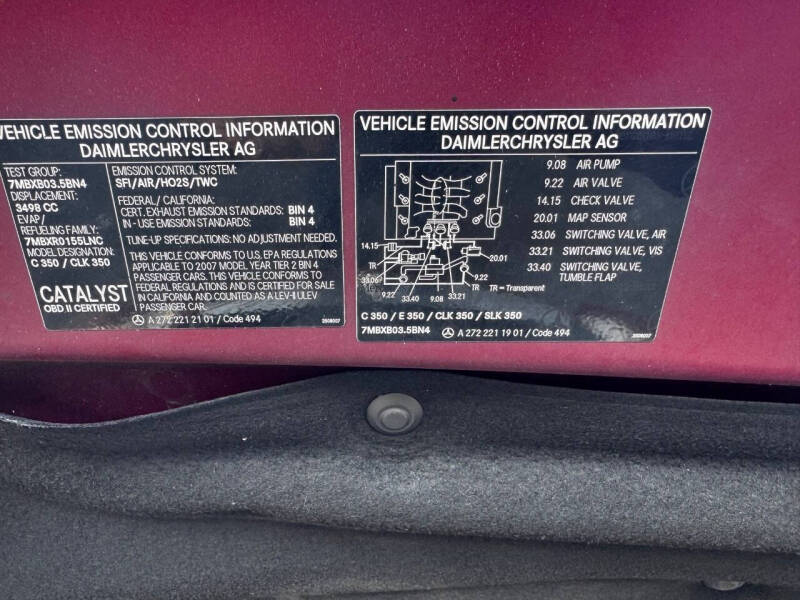 VEHICLE EMISSION CONTROL INFORMATION
DAIMLERCHRYSLER AG
TEST GROUP:
7MBXB03.5BN4
DISPLACEMENT:
3498 CC
EVAP /
REFUELING FAMILY:
7MBXR0155LNC
MODEL DESIGNATION:
C 350 / CLK 350
CATALYST
OBD II CERTIFIED
EMISSION CONTROL SYSTEM:
SFI/AIR/HO2S/TWC
FEDERAL / CALIFORNIA:
CERT. EXHAUST EMISSION STANDARDS: BIN 4
IN - USE EMISSION STANDARDS: BIN 4
TUNE-UP SPECIFICATIONS: NO ADJUSTMENT NEEDED.
THIS VEHICLE CONFORMS TO U.S. EPA REGULATIONS
APPLICABLE TO 2007 MODEL YEAR TIER 2 BIN 4
PASSENGER CARS. THIS VEHICLE CONFORMS TO
FEDERAL REGULATIONS AND IS CERTIFIED FOR SALE
IN CALIFORNIA AND COUNTED AS A LEV-II ULEV
PASSENGER CAR.
A 272 221 21 01 / Code 494
VEHICLE EMISSION CONTROL INFORMATION
DAIMLERCHRYSLER AG
14.15
TR
33.06
9.22
33.40
9.08
33.21
20.01
9.22
TR
TR = Transparent
9.08 AIR PUMP
9.22 AIR VALVE
14.15 CHECK VALVE
20.01 MAP SENSOR
33.06 SWITCHING VALVE, AIR
33.21 SWITCHING VALVE, VIS
33.40 SWITCHING VALVE,
TUMBLE FLAP
C 350 / E 350 / CLK 350 / SLK 350
7MBXB03.5BN4
A 272 221 19 01 / Code 494